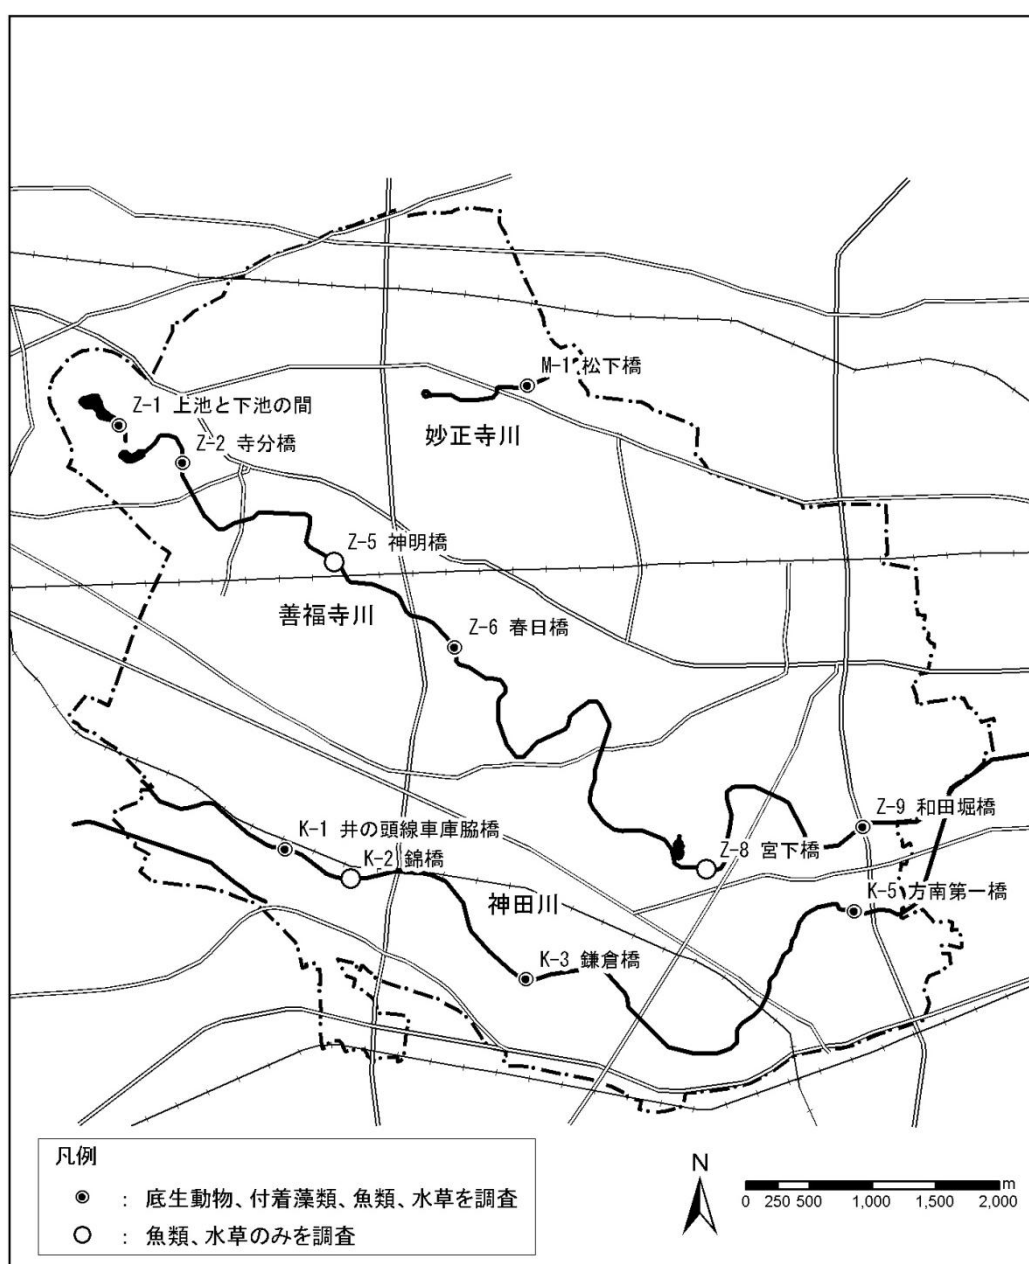 M-1 松下橋
Z-1 上池と下池の間
妙正寺川
Z-2 寺分橋
Z-5 神明橋
善福寺川
Z-6 春日橋
Z-9 和田堀橋
K-1 井の頭線車庫脇橋
Z-8 宮下橋
K-2 錦橋
K-5 方南第一橋
神田川
K-3 鎌倉橋
凡例
： 底生動物、付着藻類、魚類、水草を調査
： 魚類、水草のみを調査
N
m
0 250 500 1,000 1,500 2,000